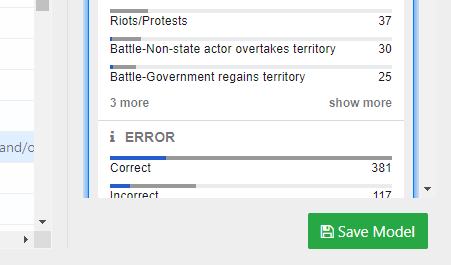 Riots/Protests 37
Battle-Non-state actor overtakes territory 30
Battle-Government regains territory 25
3 more show more
i ERROR
and/o
Correct 381
Incorrect 117
Save Model